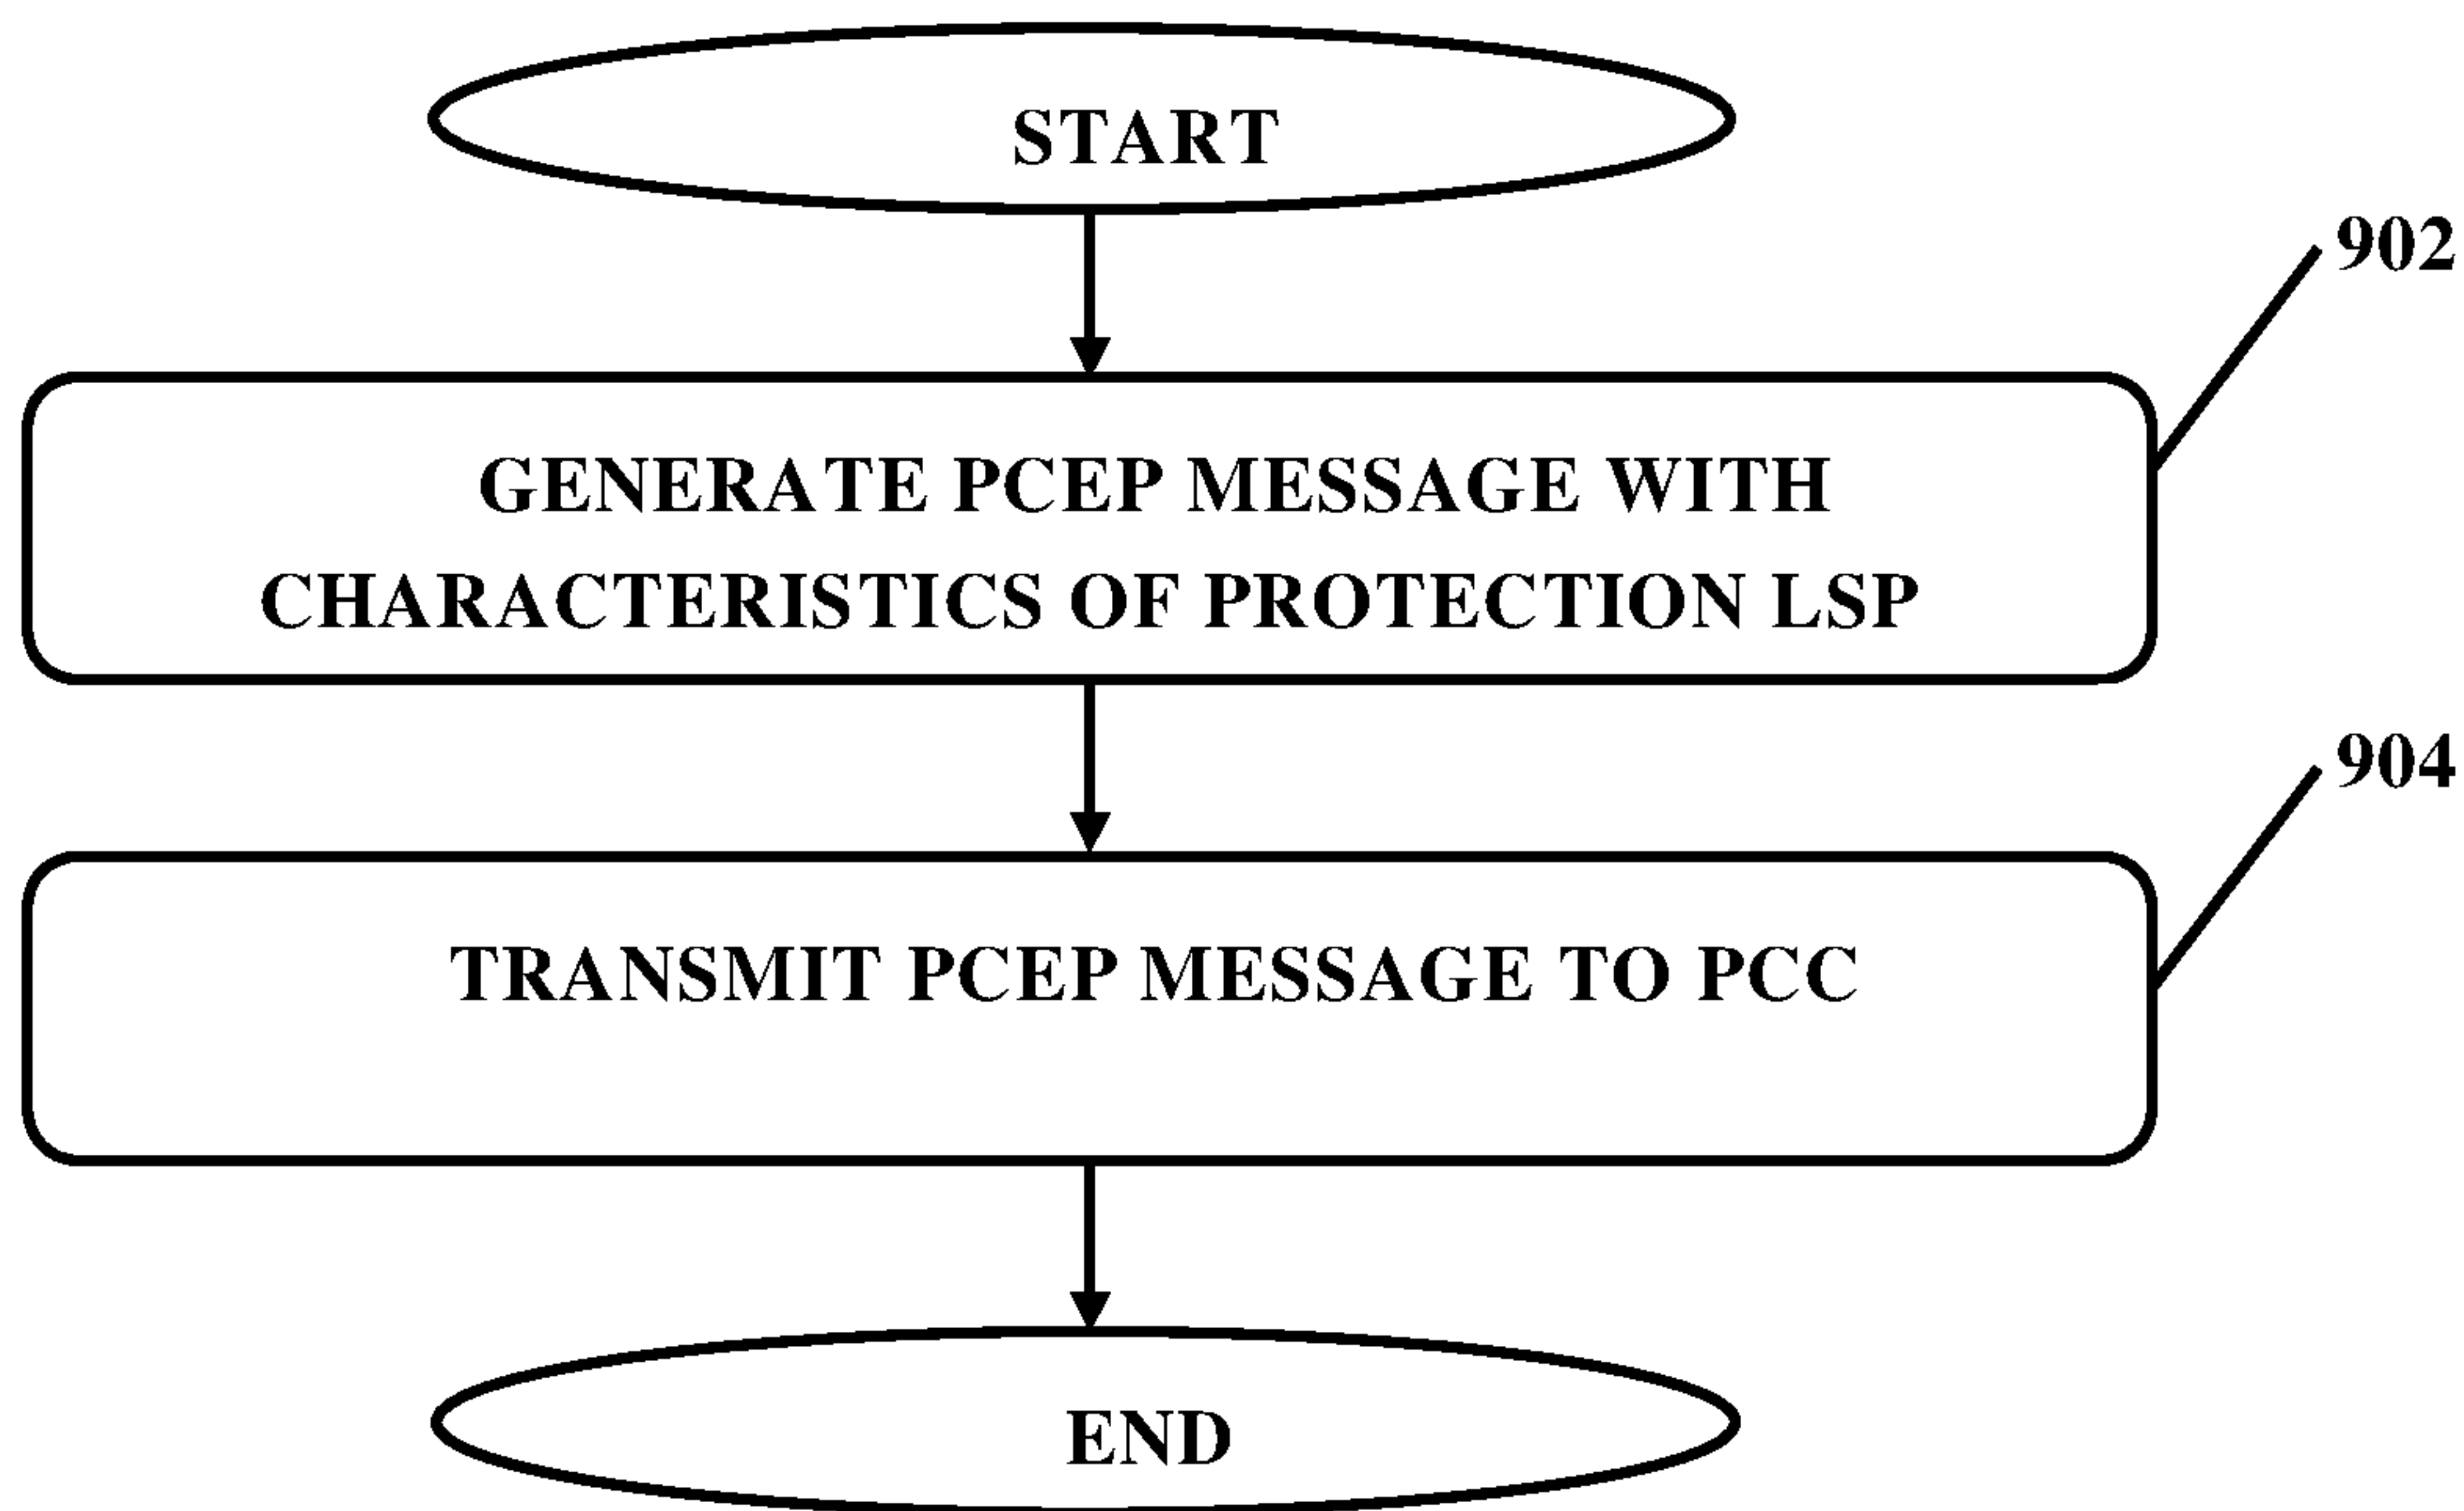 START
902
GENERATE PCEP MESSAGE WITH
CHARACTERISTICS OF PROTECTION LSP
904
TRANSMIT PCEP MESSAGE TO PCC
END